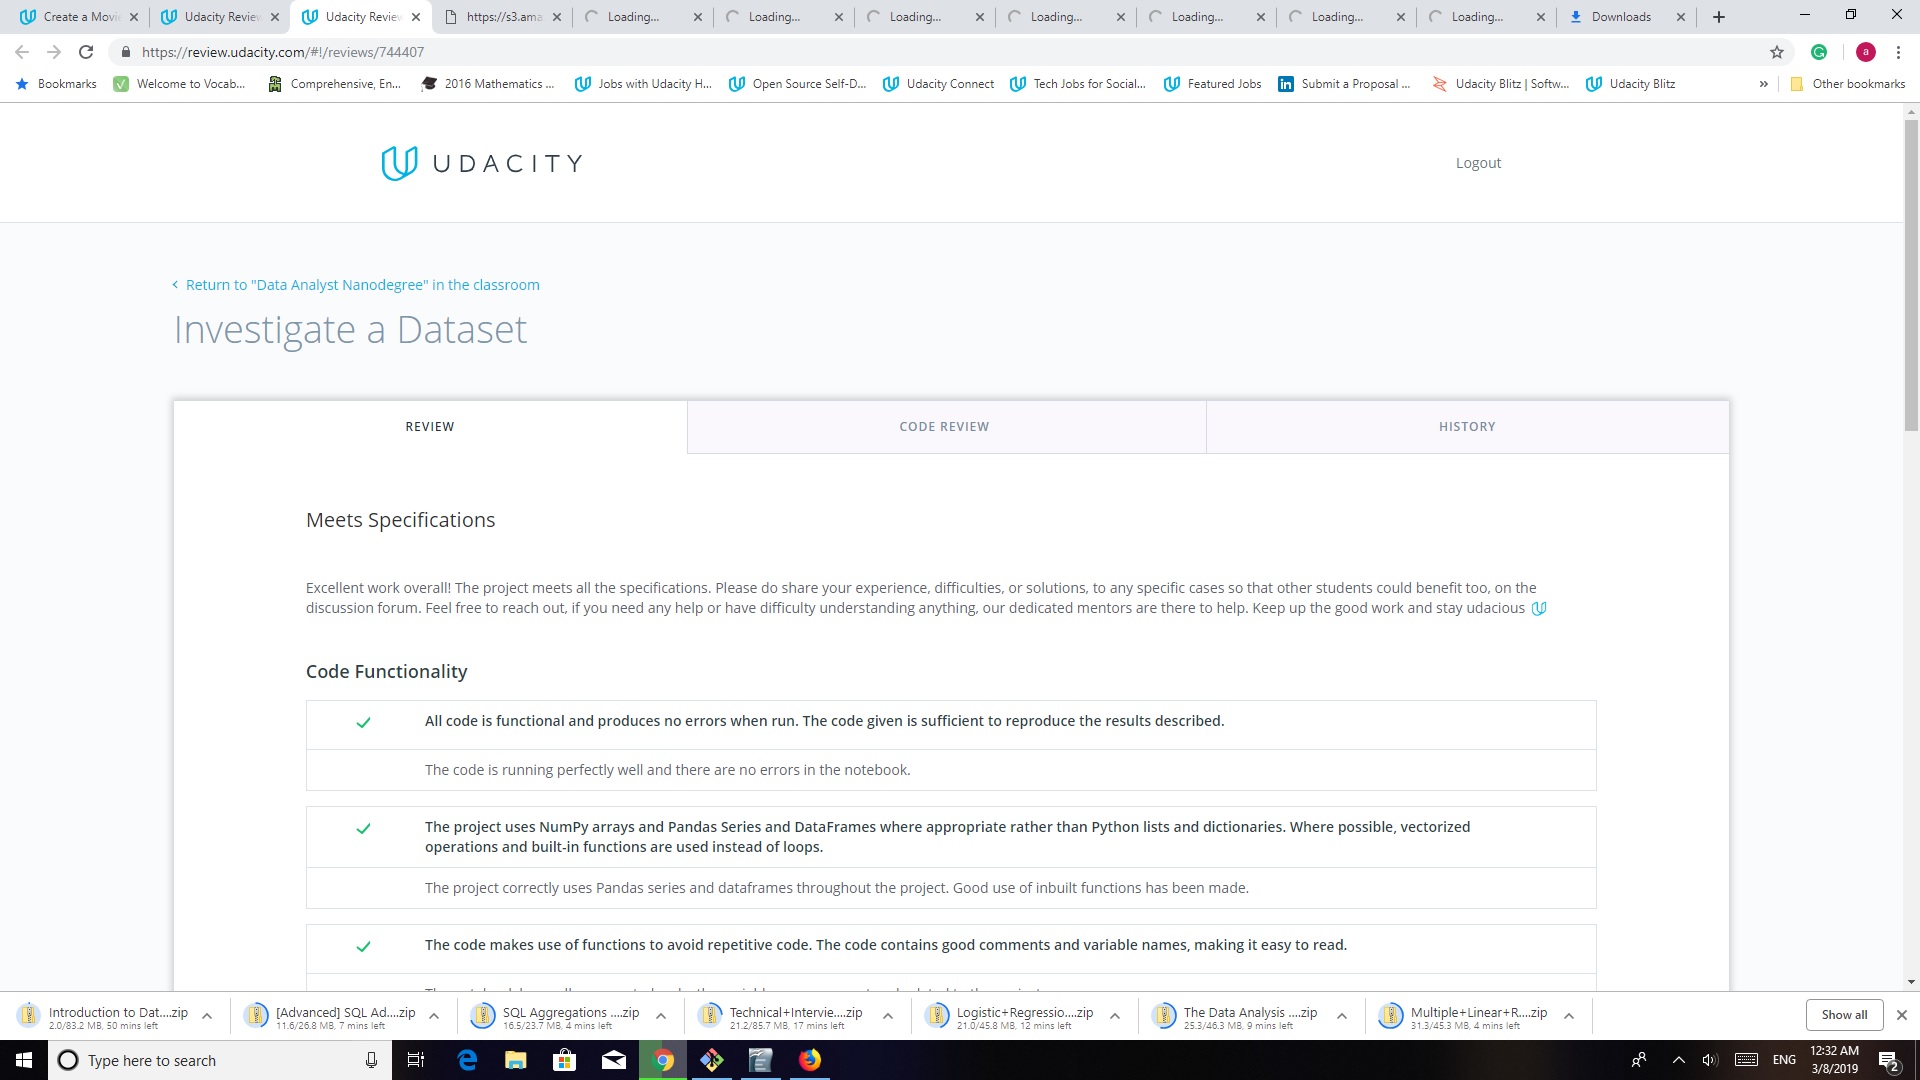 Create a Movi
Udacity Review
Udacity Review
https://s3.ama
Loading...
Loading...
Loading...
Loading...
Loading...
Loading...
Loading...
Downloads
https://review.udacity.com/#!/reviews/744407
a
Bookmarks
Welcome to Vocab...
Comprehensive, En...
2016 Mathematics ...
Jobs with Udacity H...
Open Source Self-D...
Udacity Connect
Tech Jobs for Social...
Featured Jobs
Submit a Proposal ...
Udacity Blitz | Softw...
Udacity Blitz
»
Other bookmarks
UDACITY
Logout
Return to "Data Analyst Nanodegree" in the classroom
Investigate a Dataset
REVIEW
CODE REVIEW
HISTORY
Meets Specifications
Excellent work overall! The project meets all the specifications. Please do share your experience, difficulties, or solutions, to any specific cases so that other students could benefit too, on the
discussion forum. Feel free to reach out, if you need any help or have difficulty understanding anything, our dedicated mentors are there to help. Keep up the good work and stay udacious
Code Functionality
All code is functional and produces no errors when run. The code given is sufficient to reproduce the results described.
The code is running perfectly well and there are no errors in the notebook.
The project uses NumPy arrays and Pandas Series and DataFrames where appropriate rather than Python lists and dictionaries. Where possible, vectorized
operations and built-in functions are used instead of loops.
The project correctly uses Pandas series and dataframes throughout the project. Good use of inbuilt functions has been made.
The code makes use of functions to avoid repetitive code. The code contains good comments and variable names, making it easy to read.
Introduction to Dat....zip
2.0/83.2 MB, 50 mins left
[Advanced] SQL Ad....zip
11.6/26.8 MB, 7 mins left
SQL Aggregations ....zip
16.5/23.7 MB, 4 mins left
Technical+Intervie....zip
21.2/85.7 MB, 17 mins left
Logistic+Regressio....zip
21.0/45.8 MB, 12 mins left
The Data Analysis ....zip
25.3/46.3 MB, 9 mins left
Multiple+Linear+R....zip
31.3/45.3 MB, 4 mins left
Show all
Type here to search
ENG
12:32 AM
3/8/2019
2